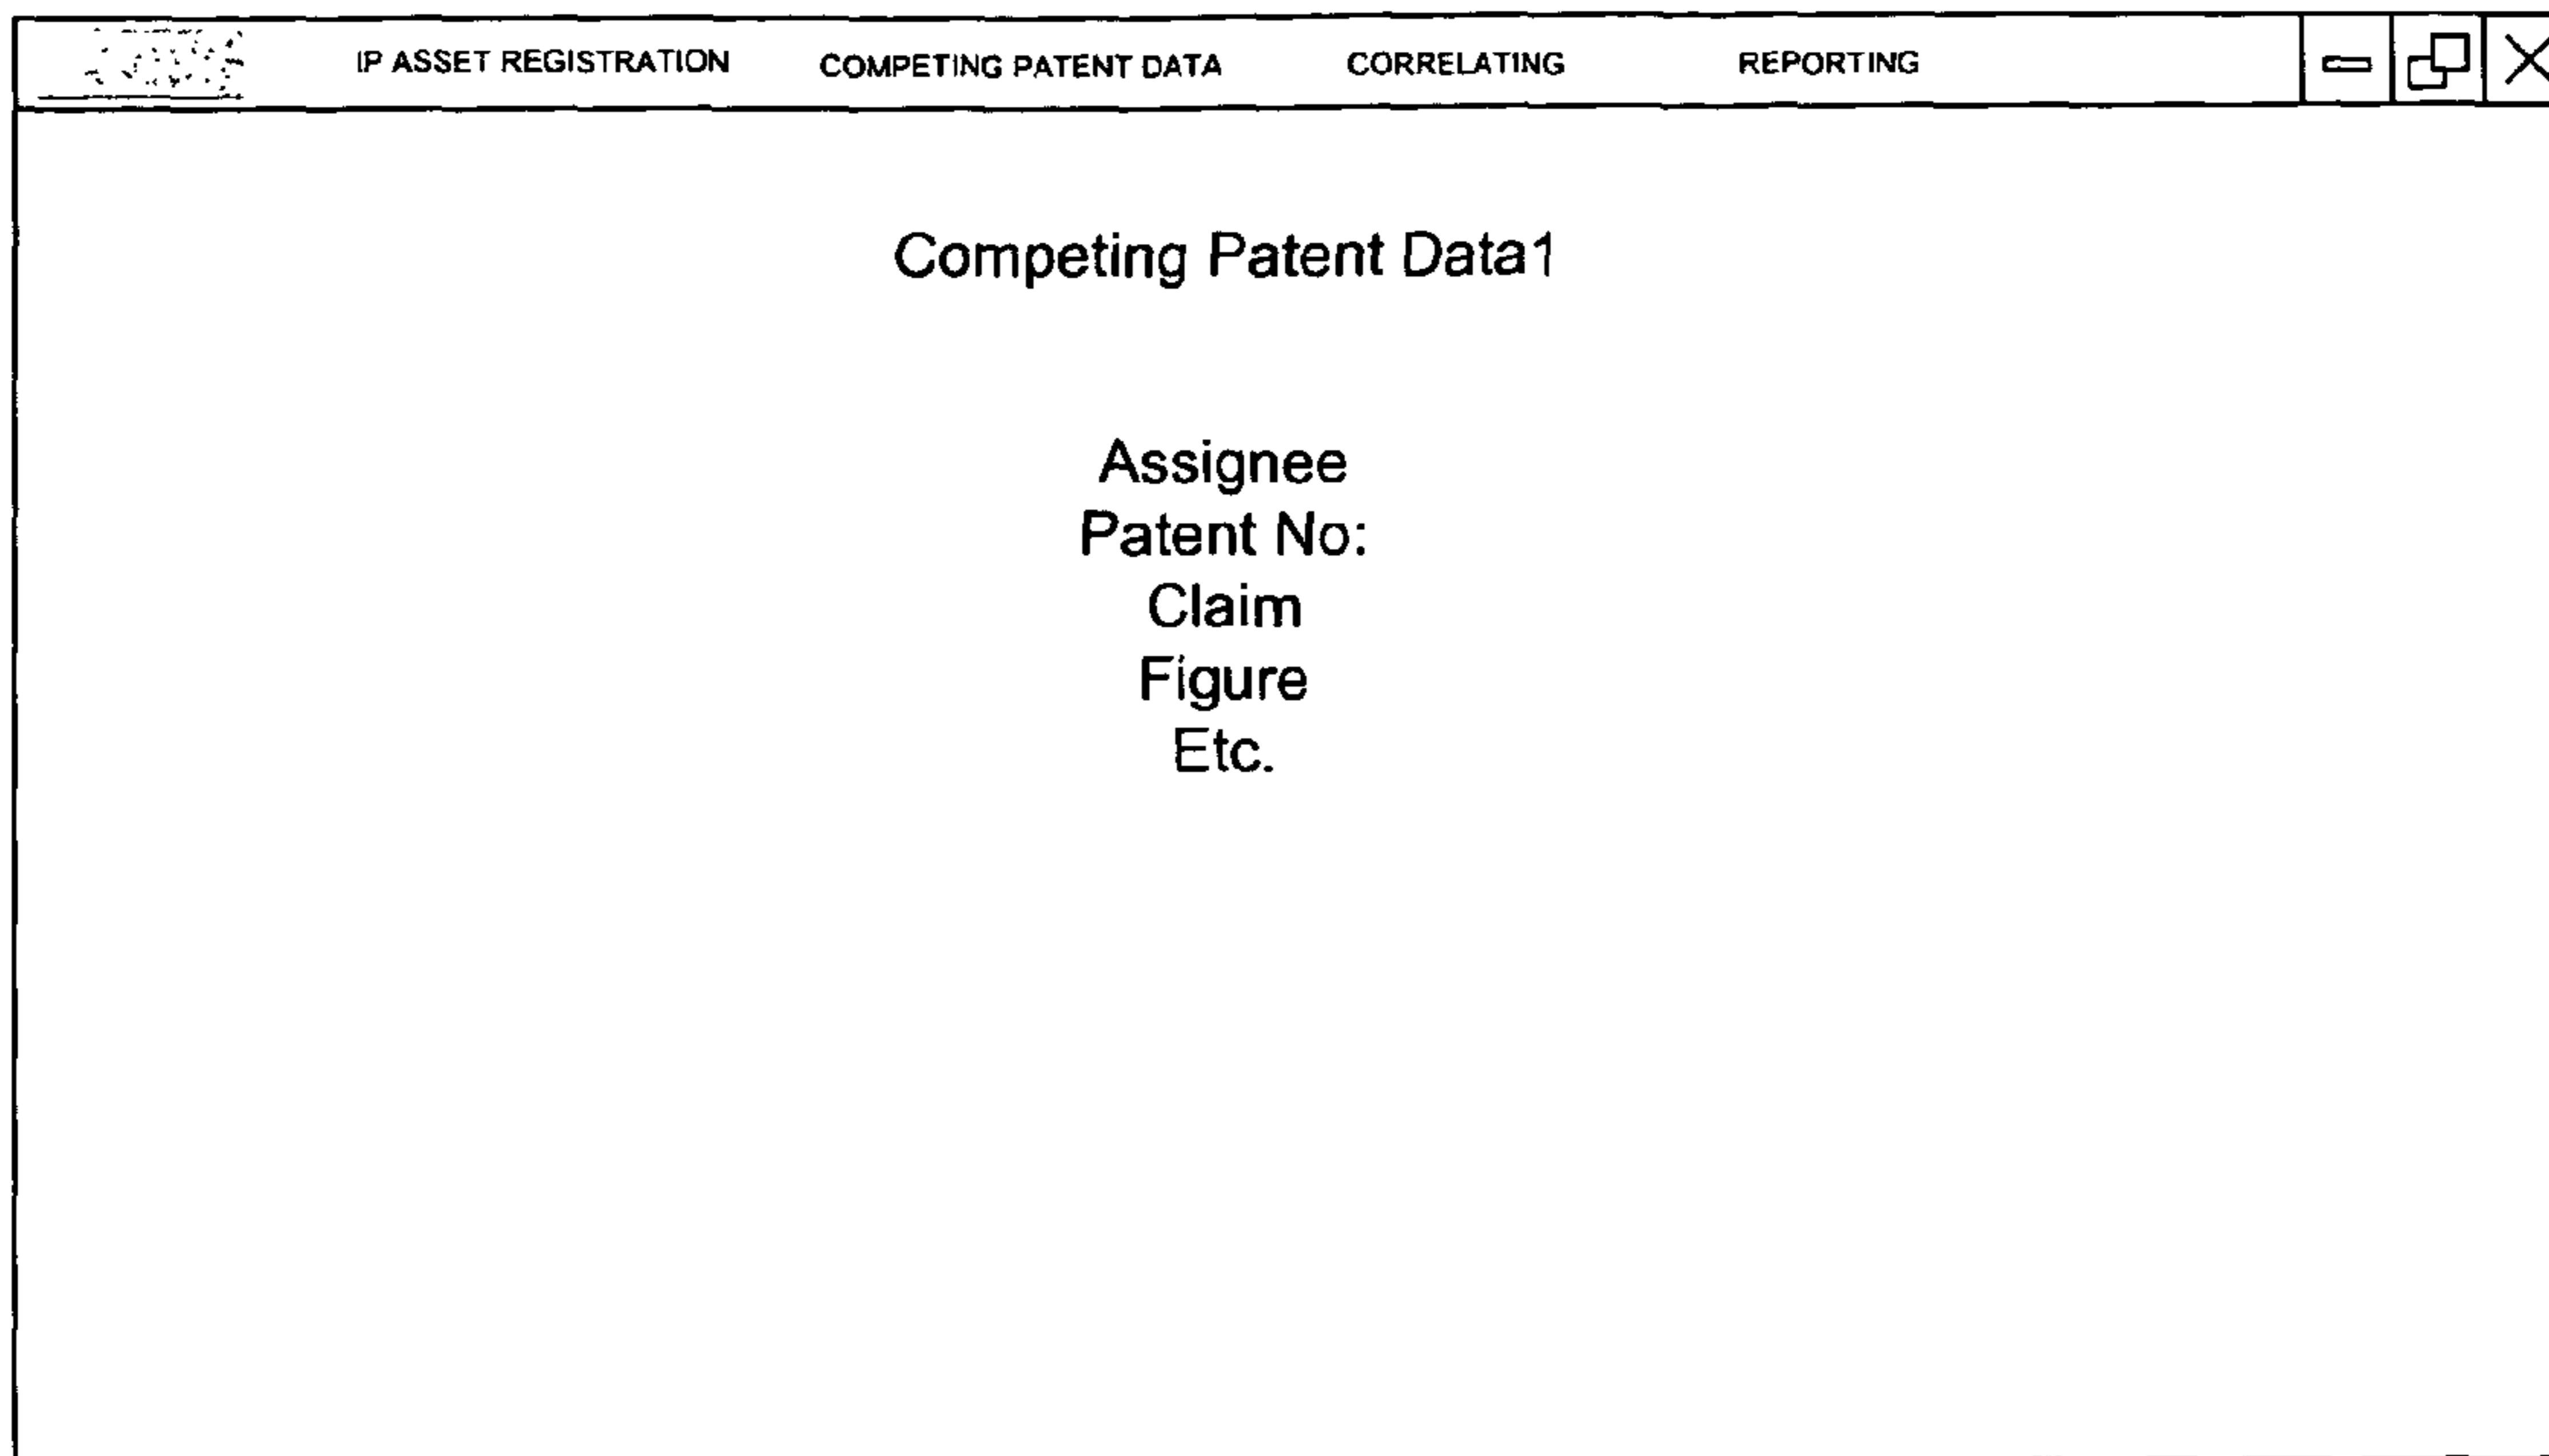 IP ASSET REGISTRATION COMPETING PATENT DATA CORRELATING REPORTING
Competing Patent Data1
Assignee
Patent No:
Claim
Figure
Etc.